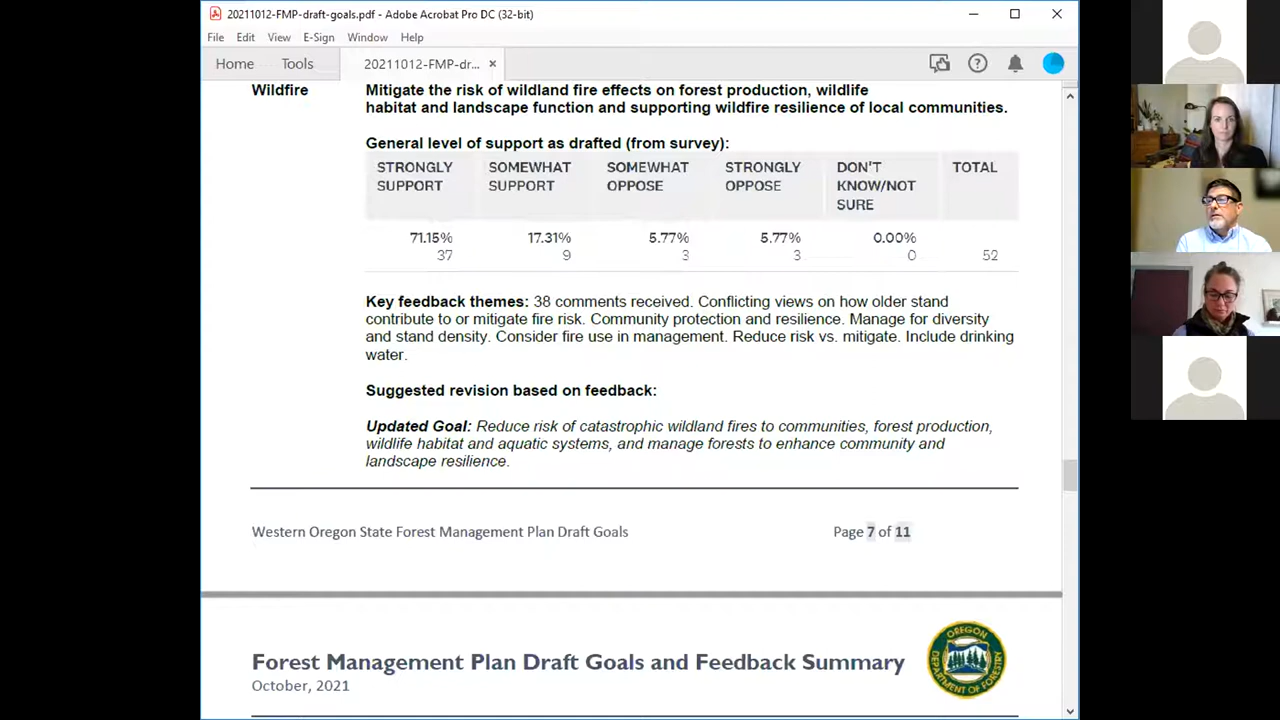 20211012-FMP-draft-goals.pdf - Adobe Acrobat Pro DC (32-bit)
File Edit View E-Sign Window Help
Home Tools 20211012-FMP-dr... ×
Wildfire
Mitigate the risk of wildland fire effects on forest production, wildlife
habitat and landscape function and supporting wildfire resilience of local communities.
General level of support as drafted (from survey):
STRONGLY SUPPORT SOMEWHAT SUPPORT SOMEWHAT OPPOSE STRONGLY OPPOSE DON'T KNOW/NOT SURE TOTAL
71.15% 17.31% 5.77% 5.77% 0.00%
37 9 3 3 0 52
Key feedback themes: 38 comments received. Conflicting views on how older stand
contribute to or mitigate fire risk. Community protection and resilience. Manage for diversity
and stand density. Consider fire use in management. Reduce risk vs. mitigate. Include drinking
water.
Suggested revision based on feedback:
Updated Goal: Reduce risk of catastrophic wildland fires to communities, forest production,
wildlife habitat and aquatic systems, and manage forests to enhance community and
landscape resilience.
Western Oregon State Forest Management Plan Draft Goals Page 7 of 11
Forest Management Plan Draft Goals and Feedback Summary
October, 2021
OREGON
DEPARTMENT OF FORESTRY